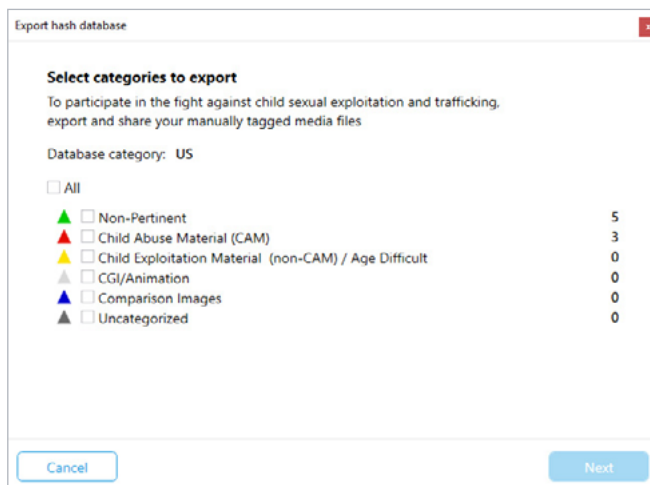 Export hash database
x
Select categories to export
To participate in the fight against child sexual exploitation and trafficking,
export and share your manually tagged media files
Database category: US
All
Non-Pertinent 5
Child Abuse Material (CAM) 3
Child Exploitation Material (non-CAM) / Age Difficult 0
CGI/Animation 0
Comparison Images 0
Uncategorized 0
Cancel Next